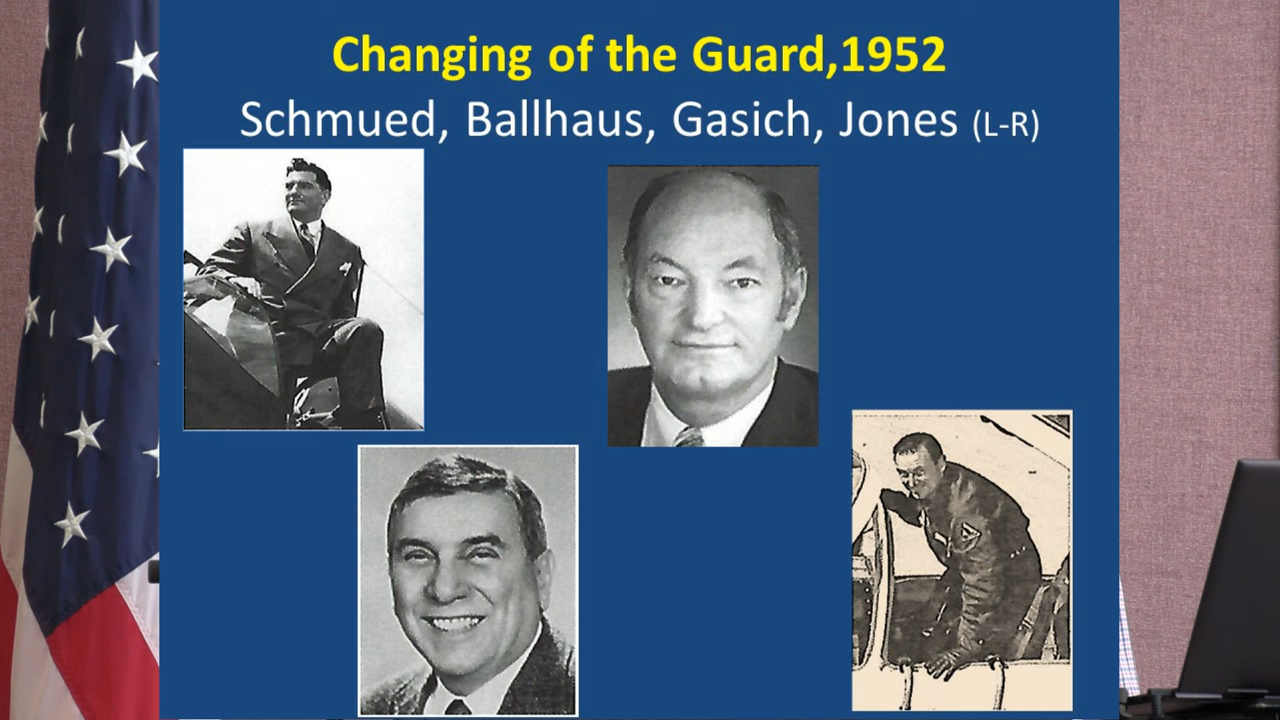 Changing of the Guard,1952
Schmued, Ballhaus, Gasich, Jones (L-R)